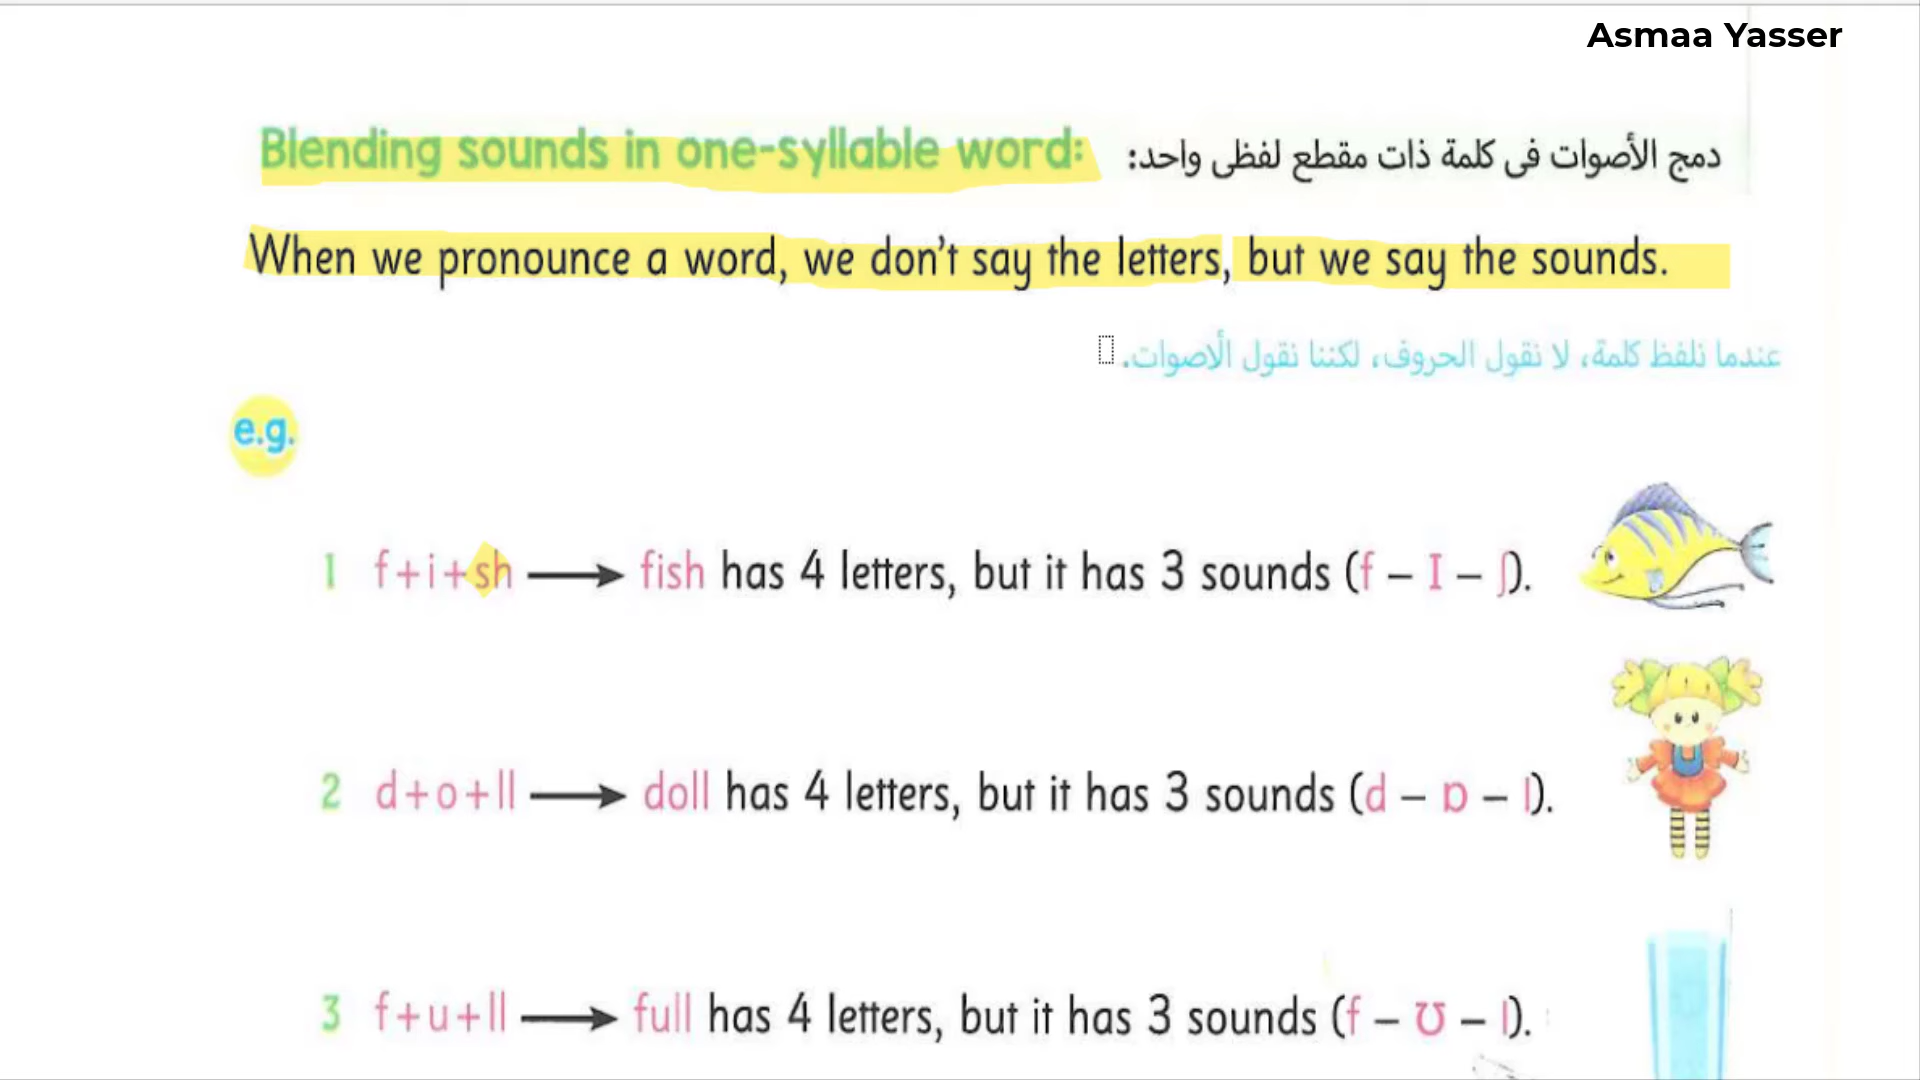 Asmaa Yasser
Blending sounds in one-syllable word: دمج الأصوات فى كلمة ذات مقطع لفظى واحد:
When we pronounce a word, we don't say the letters, but we say the sounds.
عندما نلفظ كلمة، لا نقول الحروف، لكننا نقول الأصوات.
e.g.
1 f+i+sh → fish has 4 letters, but it has 3 sounds (f – I – ʃ).
2 d+o+ll → doll has 4 letters, but it has 3 sounds (d – ɒ – l).
3 f+u+ll → full has 4 letters, but it has 3 sounds (f – ʊ – l).